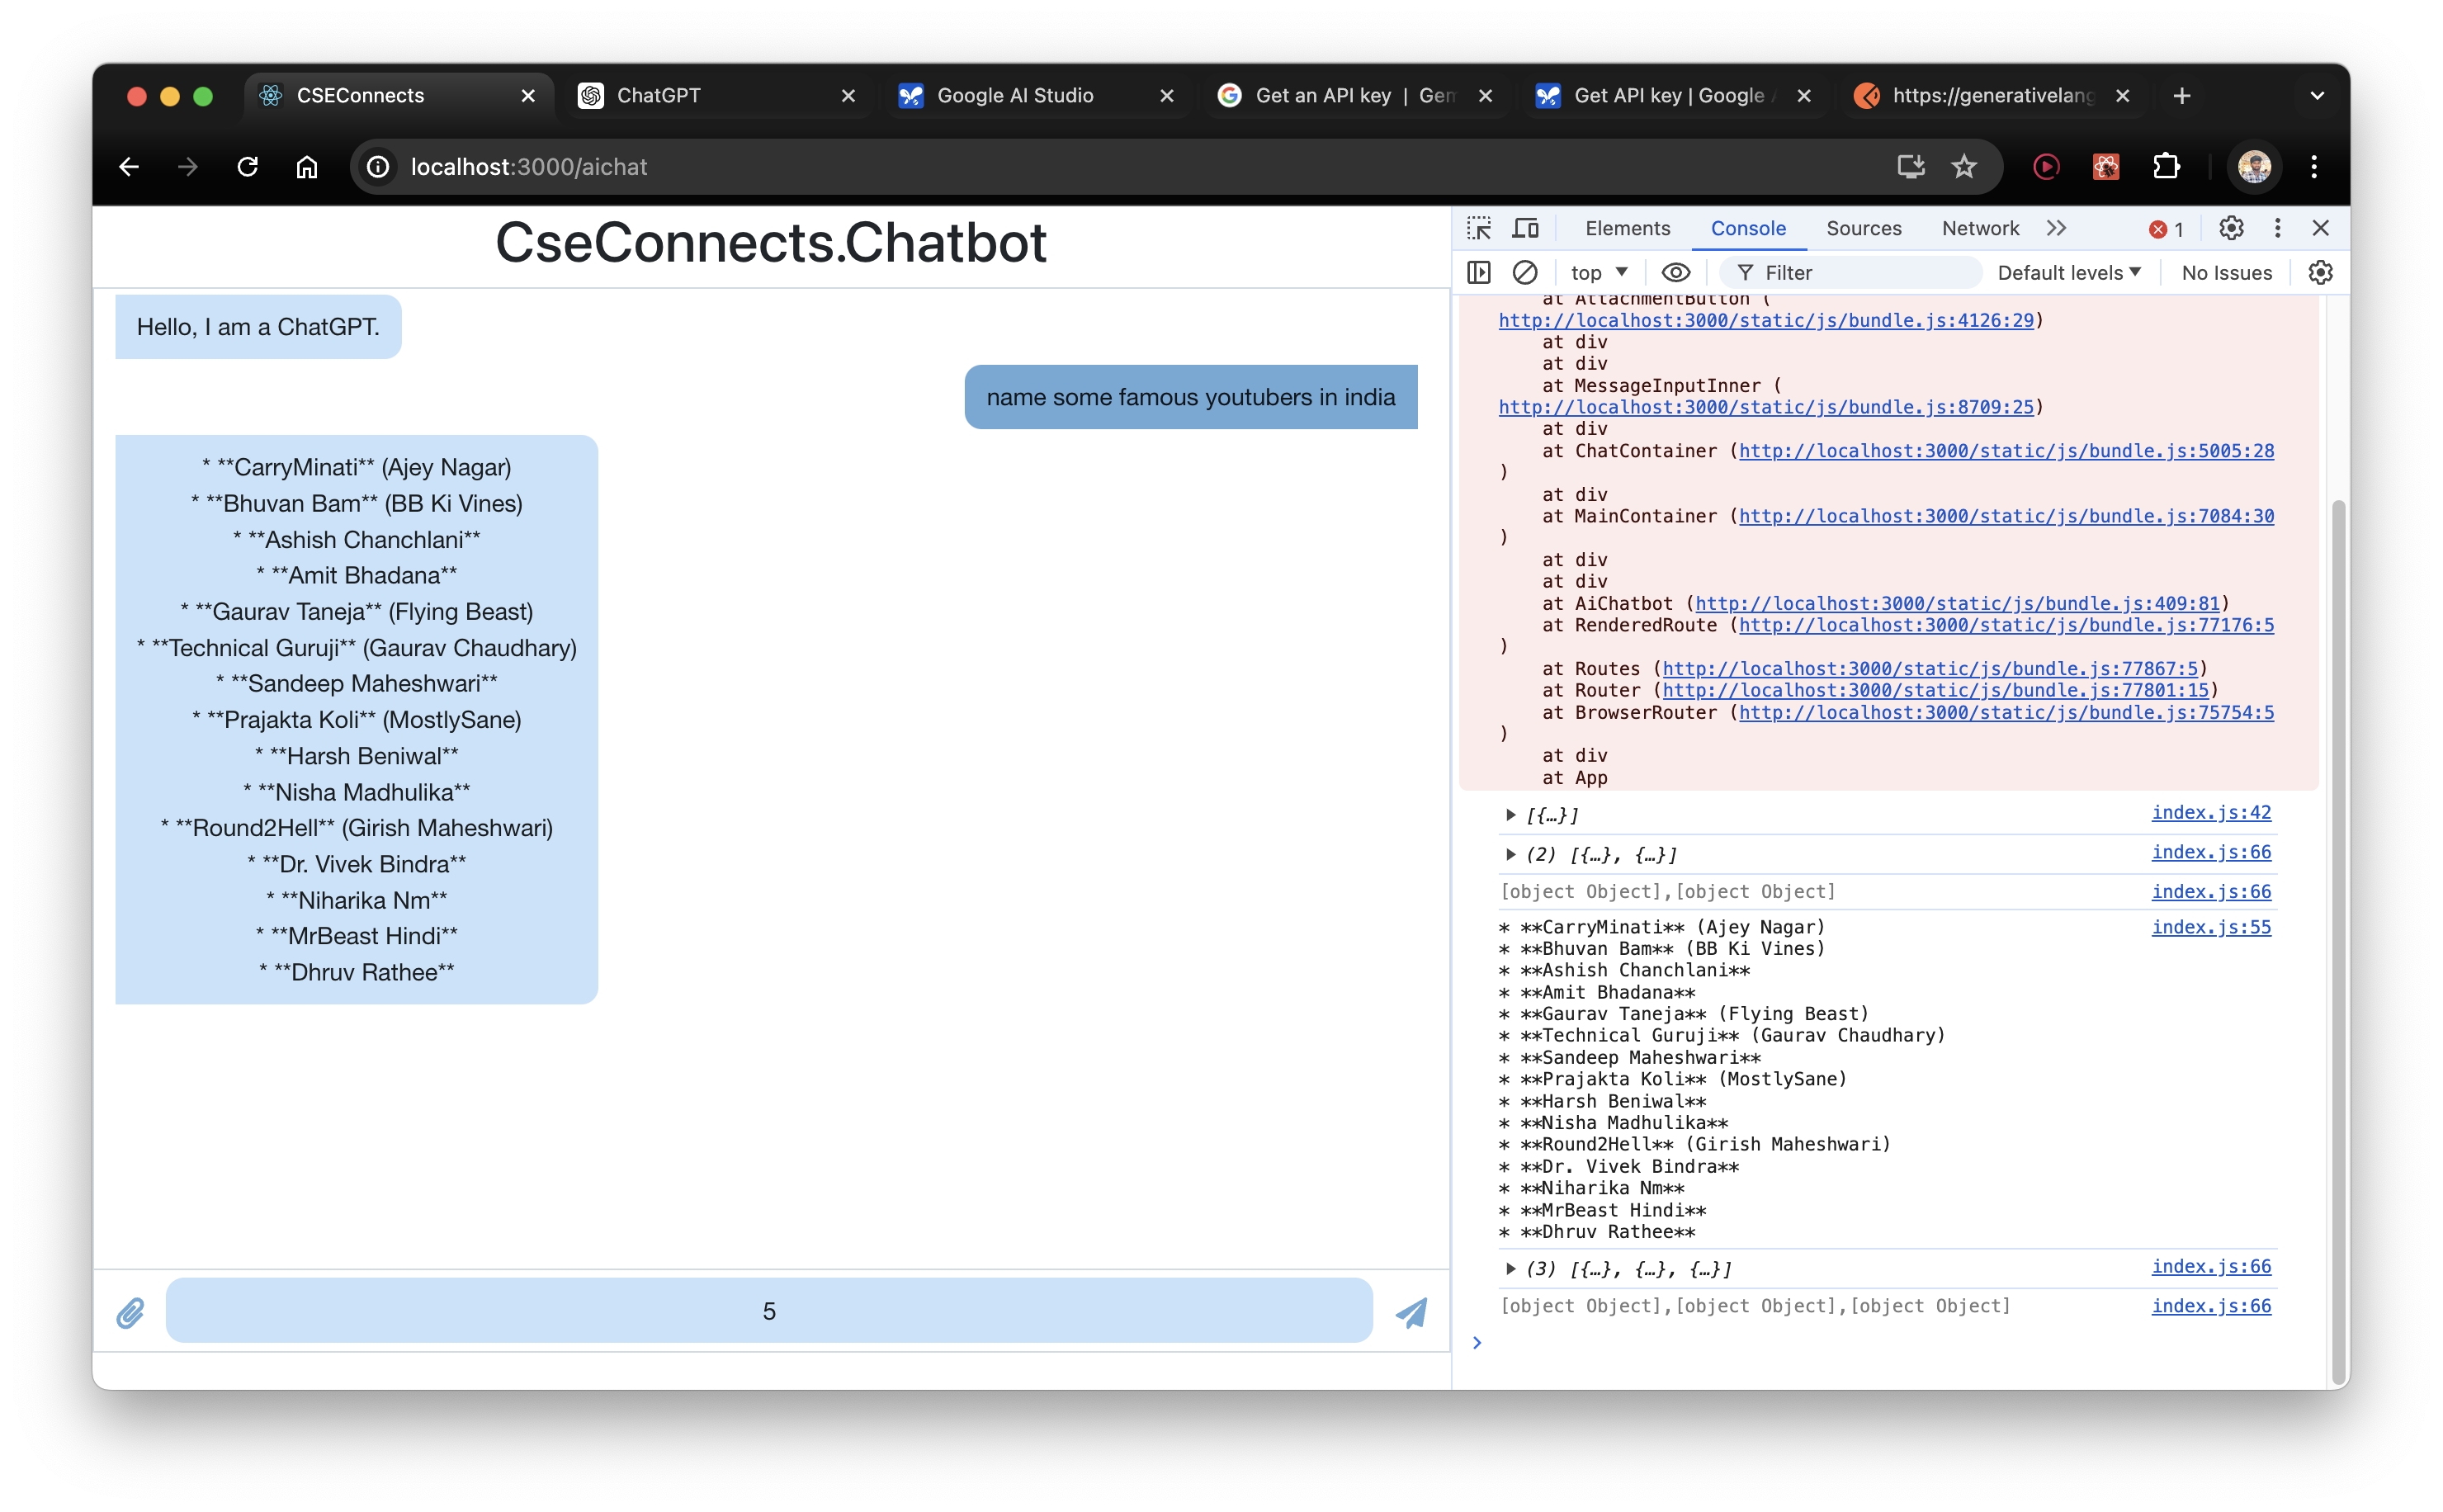 CSEConnects
ChatGPT
Google AI Studio
Get an API key | Gem
Get API key | Google
https://generativelang
localhost:3000/aichat
CseConnects.Chatbot
Hello, I am a ChatGPT.
name some famous youtubers in india
* **CarryMinati** (Ajey Nagar)
* **Bhuvan Bam** (BB Ki Vines)
* **Ashish Chanchlani**
* **Amit Bhadana**
* **Gaurav Taneja** (Flying Beast)
* **Technical Guruji** (Gaurav Chaudhary)
* **Sandeep Maheshwari**
* **Prajakta Koli** (MostlySane)
* **Harsh Beniwal**
* **Nisha Madhulika**
* **Round2Hell** (Girish Maheshwari)
* **Dr. Vivek Bindra**
* **Niharika Nm**
* **MrBeast Hindi**
* **Dhruv Rathee**
5
Elements Console Sources Network 1
top Filter Default levels No Issues
at AttachmentButton (
http://localhost:3000/static/js/bundle.js:4126:29)
at div
at div
at MessageInputInner (
http://localhost:3000/static/js/bundle.js:8709:25)
at div
at ChatContainer (http://localhost:3000/static/js/bundle.js:5005:28
)
at div
at MainContainer (http://localhost:3000/static/js/bundle.js:7084:30
)
at div
at div
at AiChatbot (http://localhost:3000/static/js/bundle.js:409:81)
at RenderedRoute (http://localhost:3000/static/js/bundle.js:77176:5
)
at Routes (http://localhost:3000/static/js/bundle.js:77867:5)
at Router (http://localhost:3000/static/js/bundle.js:77801:15)
at BrowserRouter (http://localhost:3000/static/js/bundle.js:75754:5
)
at div
at App
[{…}] index.js:42
(2) [{…}, {…}] index.js:66
[object Object],[object Object] index.js:66
* **CarryMinati** (Ajey Nagar) index.js:55
* **Bhuvan Bam** (BB Ki Vines)
* **Ashish Chanchlani**
* **Amit Bhadana**
* **Gaurav Taneja** (Flying Beast)
* **Technical Guruji** (Gaurav Chaudhary)
* **Sandeep Maheshwari**
* **Prajakta Koli** (MostlySane)
* **Harsh Beniwal**
* **Nisha Madhulika**
* **Round2Hell** (Girish Maheshwari)
* **Dr. Vivek Bindra**
* **Niharika Nm**
* **MrBeast Hindi**
* **Dhruv Rathee**
(3) [{…}, {…}, {…}] index.js:66
[object Object],[object Object],[object Object] index.js:66